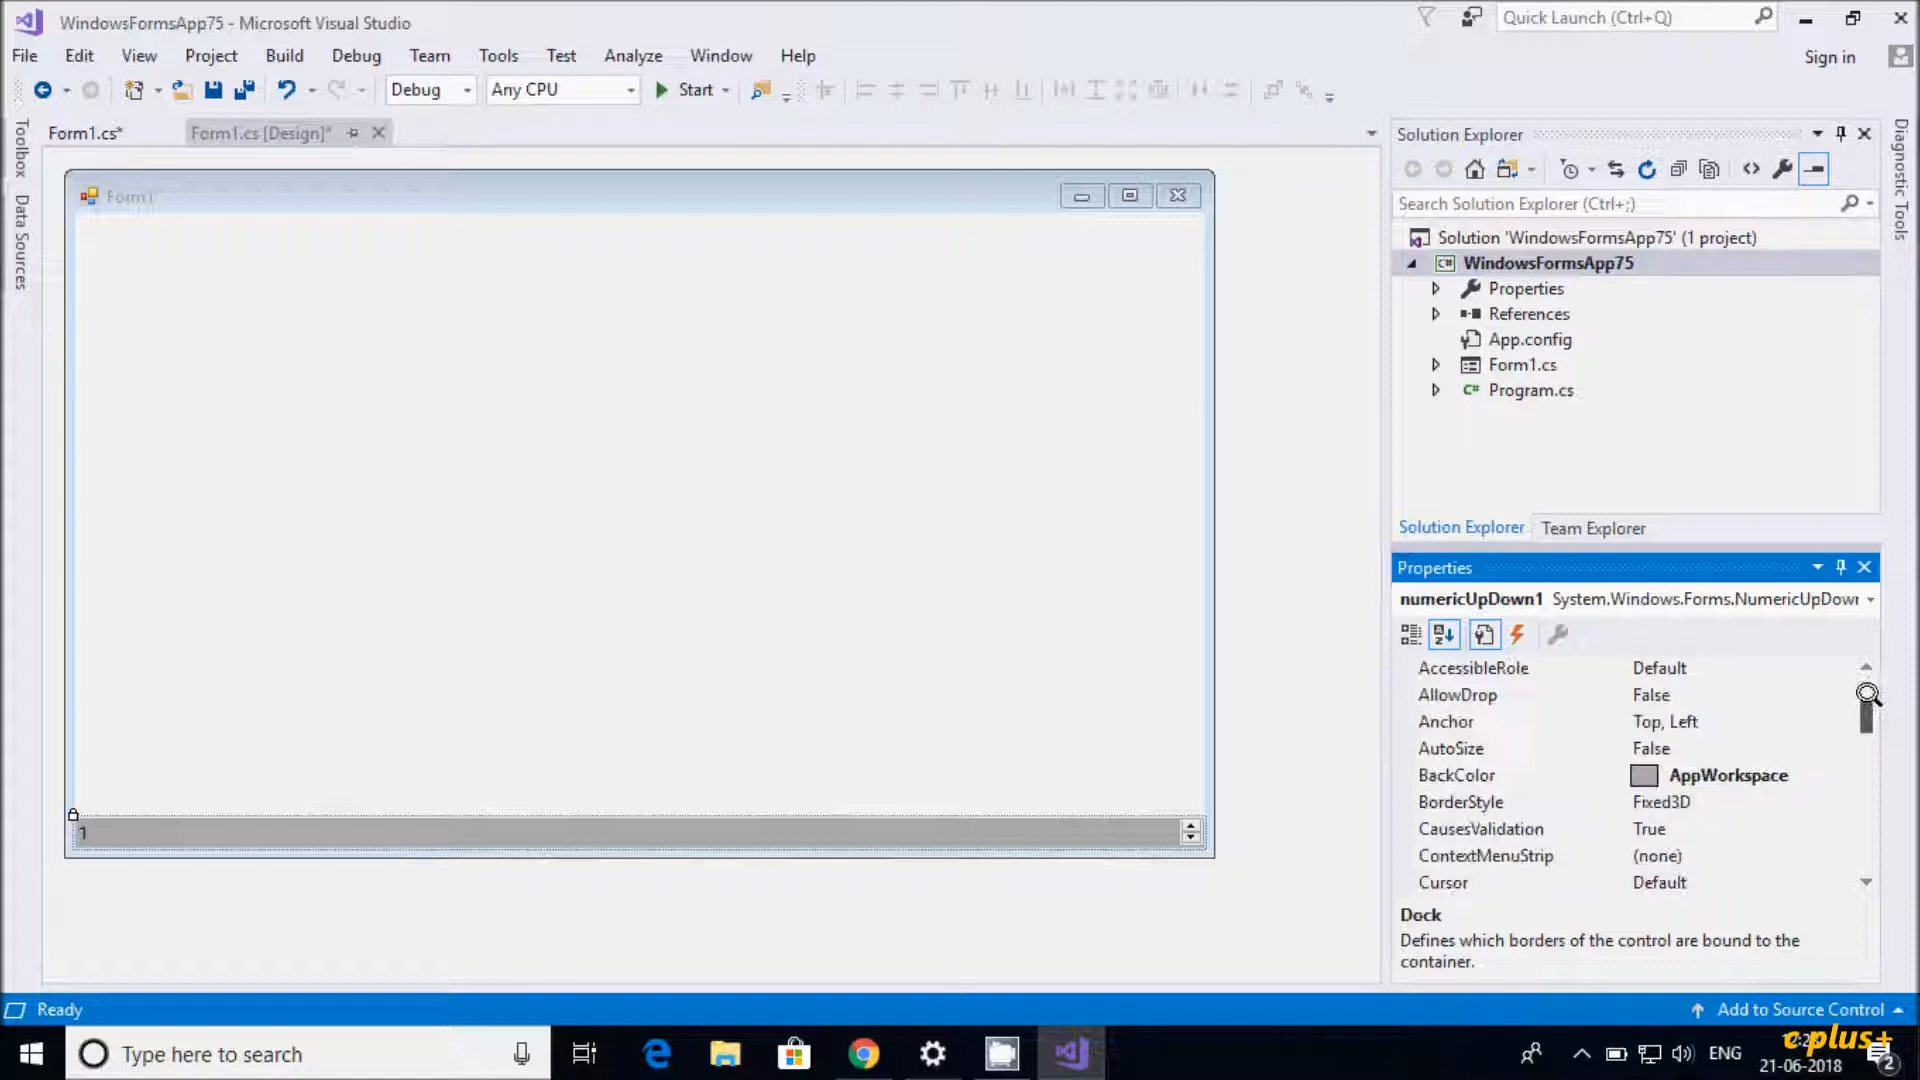 WindowsFormsApp75 - Microsoft Visual Studio
Quick Launch (Ctrl+Q)
File Edit View Project Build Debug Team Tools Test Analyze Window Help
Sign in
Debug Any CPU Start
Toolbox
Data Sources
Form1.cs*
Form1.cs [Design]*
Form1
1
Solution Explorer
Search Solution Explorer (Ctrl+;)
Solution 'WindowsFormsApp75' (1 project)
C# WindowsFormsApp75
Properties
References
App.config
Form1.cs
C# Program.cs
Solution Explorer Team Explorer
Diagnostic Tools
Properties
numericUpDown1 System.Windows.Forms.NumericUpDown
AccessibleRole Default
AllowDrop False
Anchor Top, Left
AutoSize False
BackColor AppWorkspace
BorderStyle Fixed3D
CausesValidation True
ContextMenuStrip (none)
Cursor Default
Dock
Defines which borders of the control are bound to the
container.
Ready
Add to Source Control
Type here to search
ENG
c plus+
21-06-2018
2